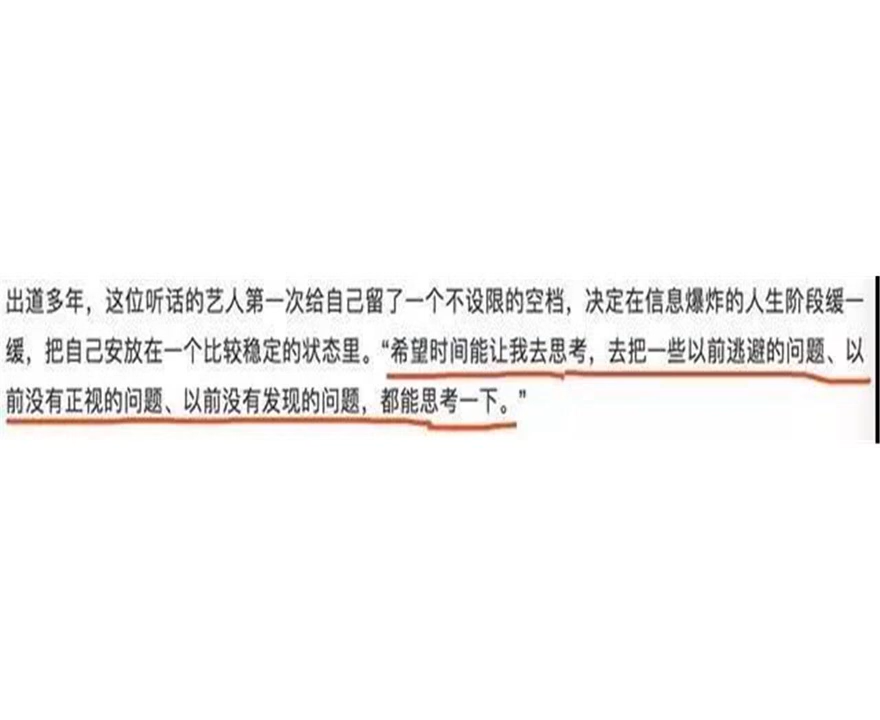 出道多年，这位听话的艺人第一次给自己留了一个不设限的空档，决定在信息爆炸的人生阶段缓一
缓，把自己安放在一个比较稳定的状态里。“希望时间能让我去思考，去把一些以前逃避的问题、以
前没有正视的问题、以前没有发现的问题，都能思考一下。”